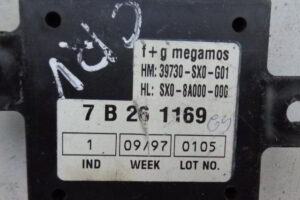 f+g megamos
HM: 39730-SX0-G01
HL: SX0-8A000-00G
7 B 26 1169
1 09/97 0105
IND WEEK LOT NO.